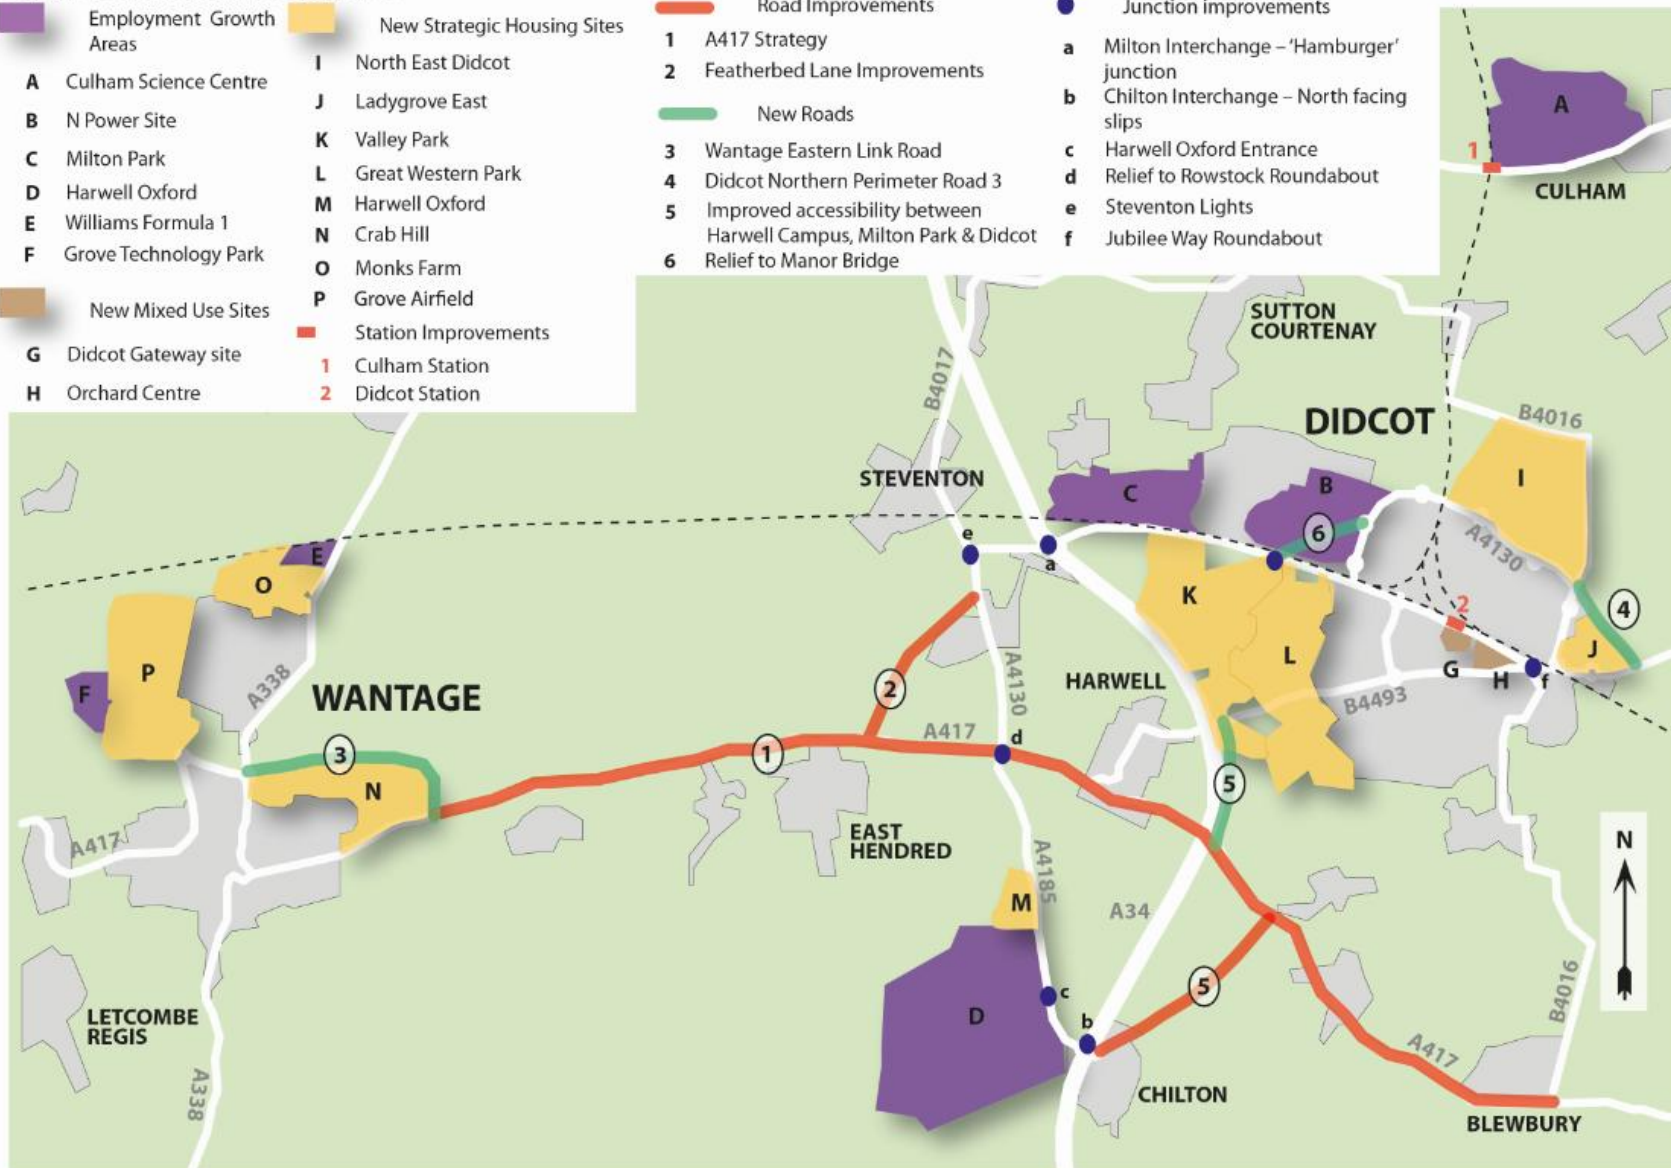 Employment Growth
Areas
A Culham Science Centre
B N Power Site
C Milton Park
D Harwell Oxford
E Williams Formula 1
F Grove Technology Park
New Mixed Use Sites
G Didcot Gateway site
H Orchard Centre
New Strategic Housing Sites
I North East Didcot
J Ladygrove East
K Valley Park
L Great Western Park
M Harwell Oxford
N Crab Hill
O Monks Farm
P Grove Airfield
Station Improvements
1 Culham Station
2 Didcot Station
Road Improvements
1 A417 Strategy
2 Featherbed Lane Improvements
New Roads
3 Wantage Eastern Link Road
4 Didcot Northern Perimeter Road 3
5 Improved accessibility between
Harwell Campus, Milton Park & Didcot
6 Relief to Manor Bridge
Junction improvements
a Milton Interchange – 'Hamburger'
junction
b Chilton Interchange – North facing
slips
c Harwell Oxford Entrance
d Relief to Rowstock Roundabout
e Steventon Lights
f Jubilee Way Roundabout
A
1
CULHAM
SUTTON
COURTENAY
B4017
DIDCOT
B4016
STEVENTON
C
B
I
6
e
a
A4130
E
O
K
2
4
P
F
A338
WANTAGE
2
A4130
HARWELL
L
J
G
H
f
B4493
3
1
A417
d
N
5
A417
EAST
HENDRED
N
A4185
M
A34
D
c
b
5
B4016
LETCOMBE
REGIS
A338
A417
CHILTON
BLEWBURY